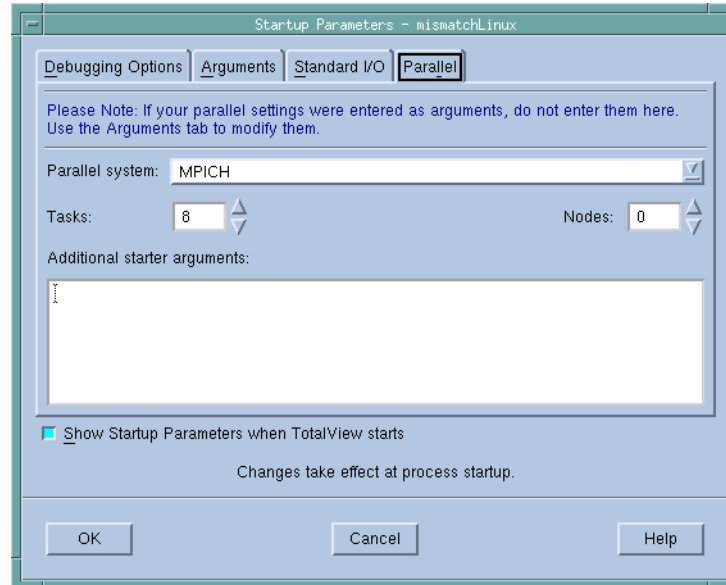 Startup Parameters - mismatchLinux
Debugging Options Arguments Standard I/O Parallel
Please Note: If your parallel settings were entered as arguments, do not enter them here.
Use the Arguments tab to modify them.
Parallel system: MPICH
Tasks: 8 Nodes: 0
Additional starter arguments:
Show Startup Parameters when TotalView starts
Changes take effect at process startup.
OK Cancel Help